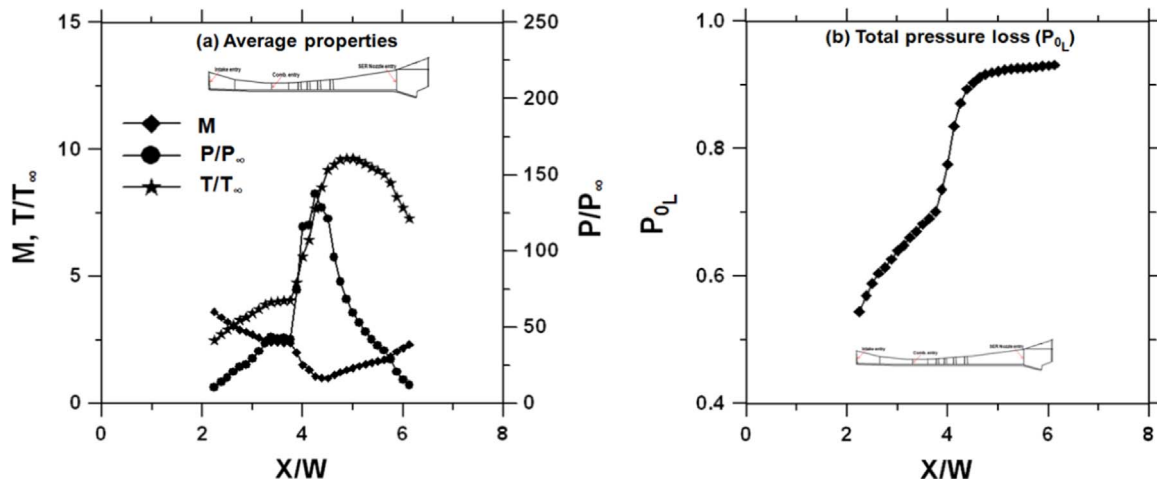 (a) Average properties
Intake entry
Comb. entry
SER Nozzle entry
M
P/P∞
T/T∞
M, T/T∞
15
10
5
0
P/P∞
250
200
150
100
50
0
0 2 4 6 8
X/W
(b) Total pressure loss (P0L)
Intake entry
Comb. entry
SER Nozzle entry
P0L
1.0
0.8
0.6
0.4
0 2 4 6 8
X/W